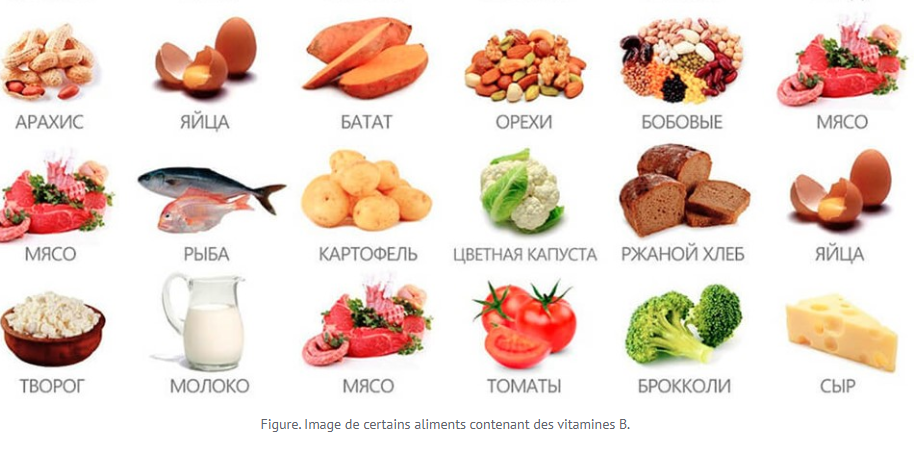 АРАХИС
ЯЙЦА
БАТАТ
ОРЕХИ
БОБОВЫЕ
МЯСО
МЯСО
РЫБА
КАРТОФЕЛЬ
ЦВЕТНАЯ КАПУСТА
РЖАНОЙ ХЛЕБ
ЯЙЦА
ТВОРОГ
МОЛОКО
МЯСО
ТОМАТЫ
БРОККОЛИ
СЫР
Figure. Image de certains aliments contenant des vitamines B.